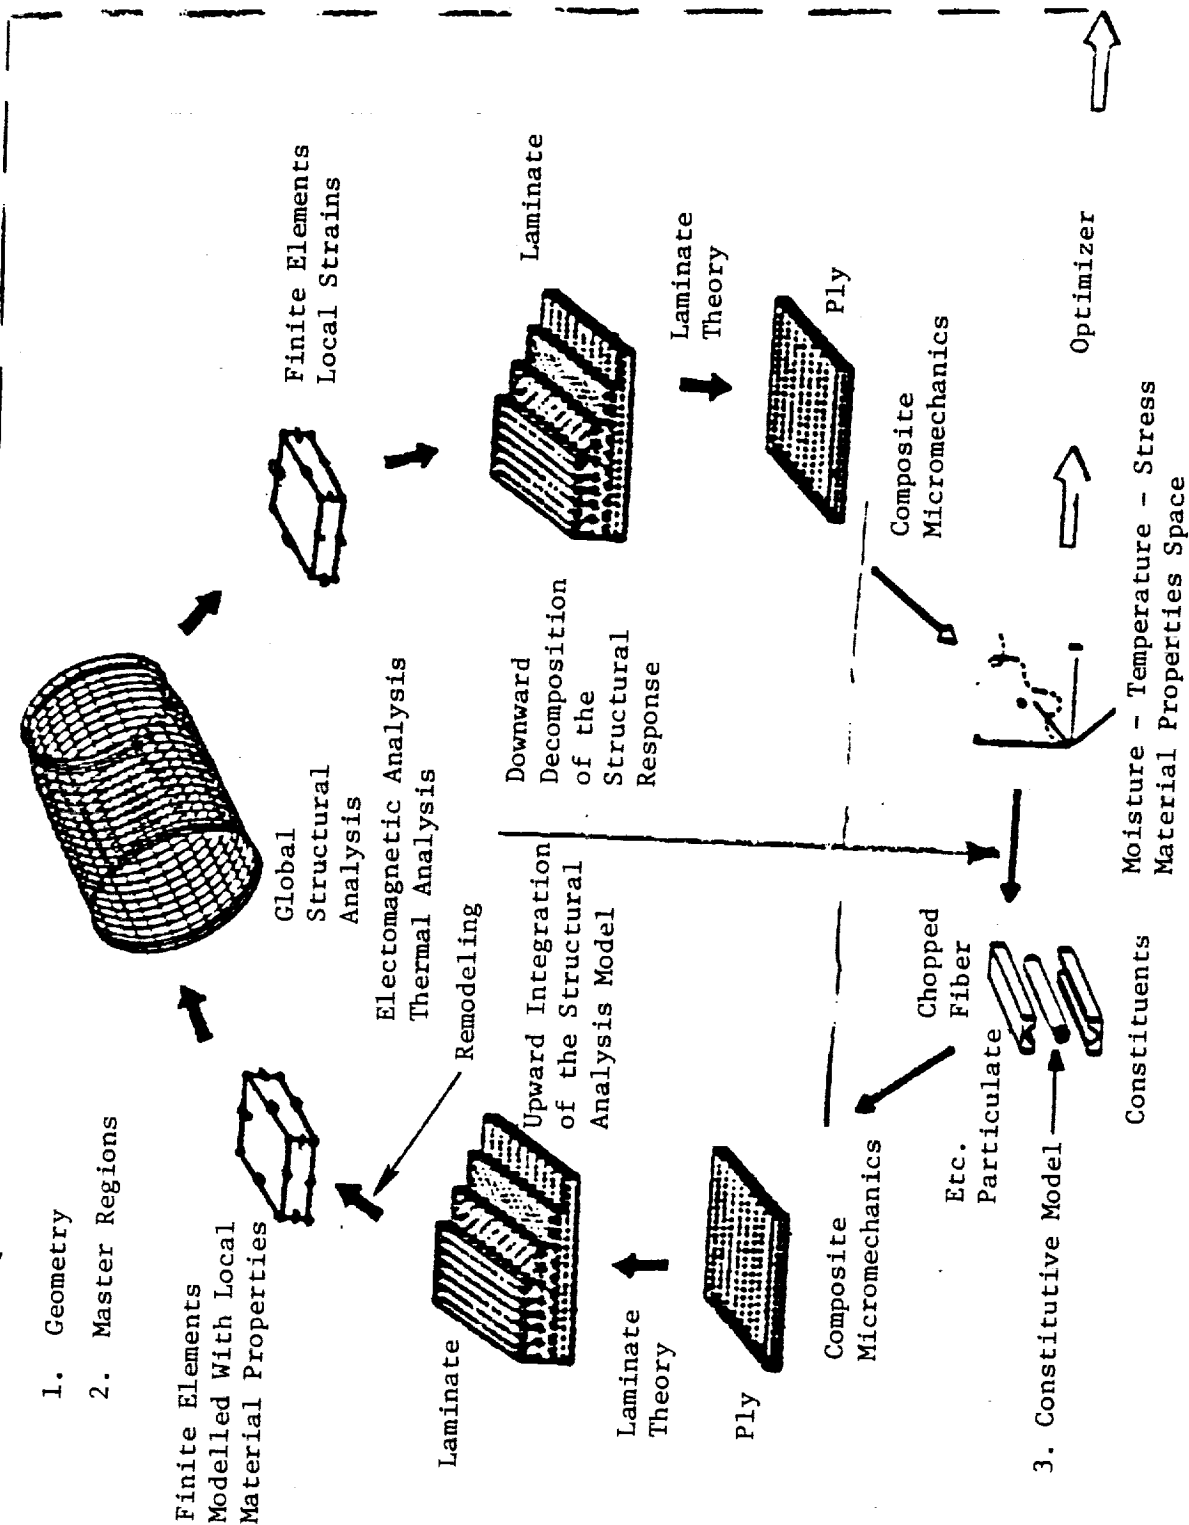 1. Geometry
2. Master Regions
Finite Elements
Modelled With Local
Material Properties
Global
Structural
Analysis
Electomagnetic Analysis
Thermal Analysis
Remodeling
Finite Elements
Local Strains
Laminate
Upward Integration
of the Structural
Analysis Model
Downward
Decomposition
of the
Structural
Response
Laminate
Laminate
Theory
Laminate
Theory
Ply
Ply
Composite
Micromechanics
Composite
Micromechanics
Etc.
Particulate
Chopped
Fiber
3. Constitutive Model
Constituents
Moisture - Temperature - Stress
Material Properties Space
Optimizer